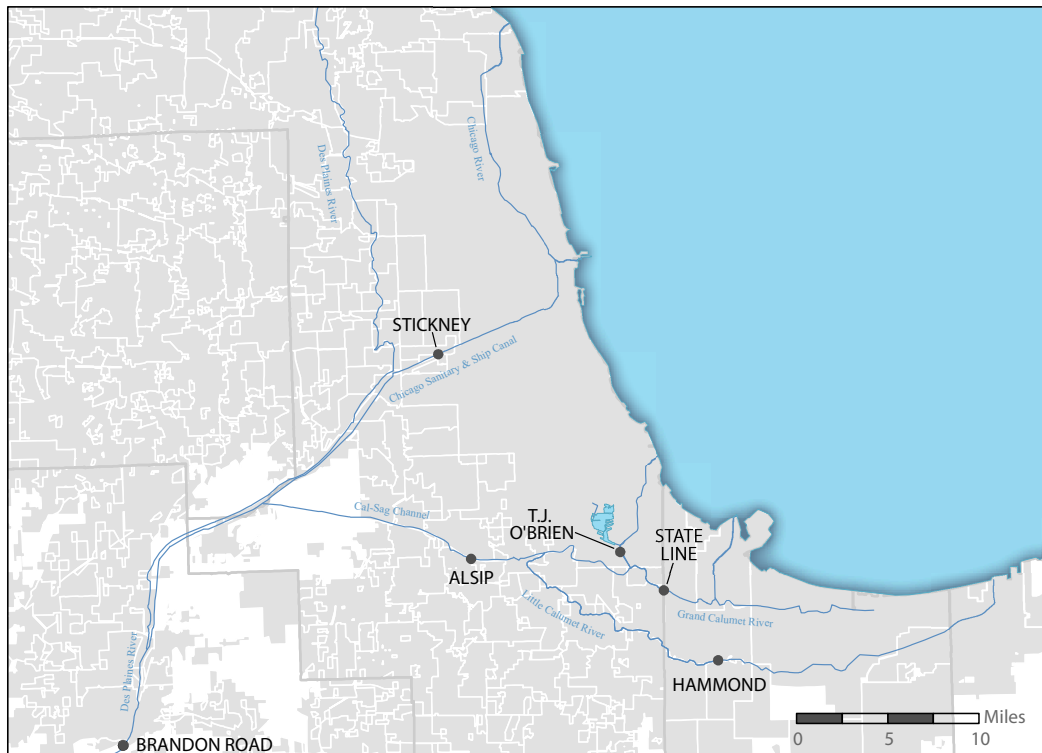 Des Plaines River
Chicago River
STICKNEY
Chicago Sanitary & Ship Canal
Cal-Sag Channel
T.J.
O'BRIEN
STATE
LINE
ALSIP
Little Calumet River
Grand Calumet River
HAMMOND
Des Plaines River
BRANDON ROAD
Miles
0 5 10